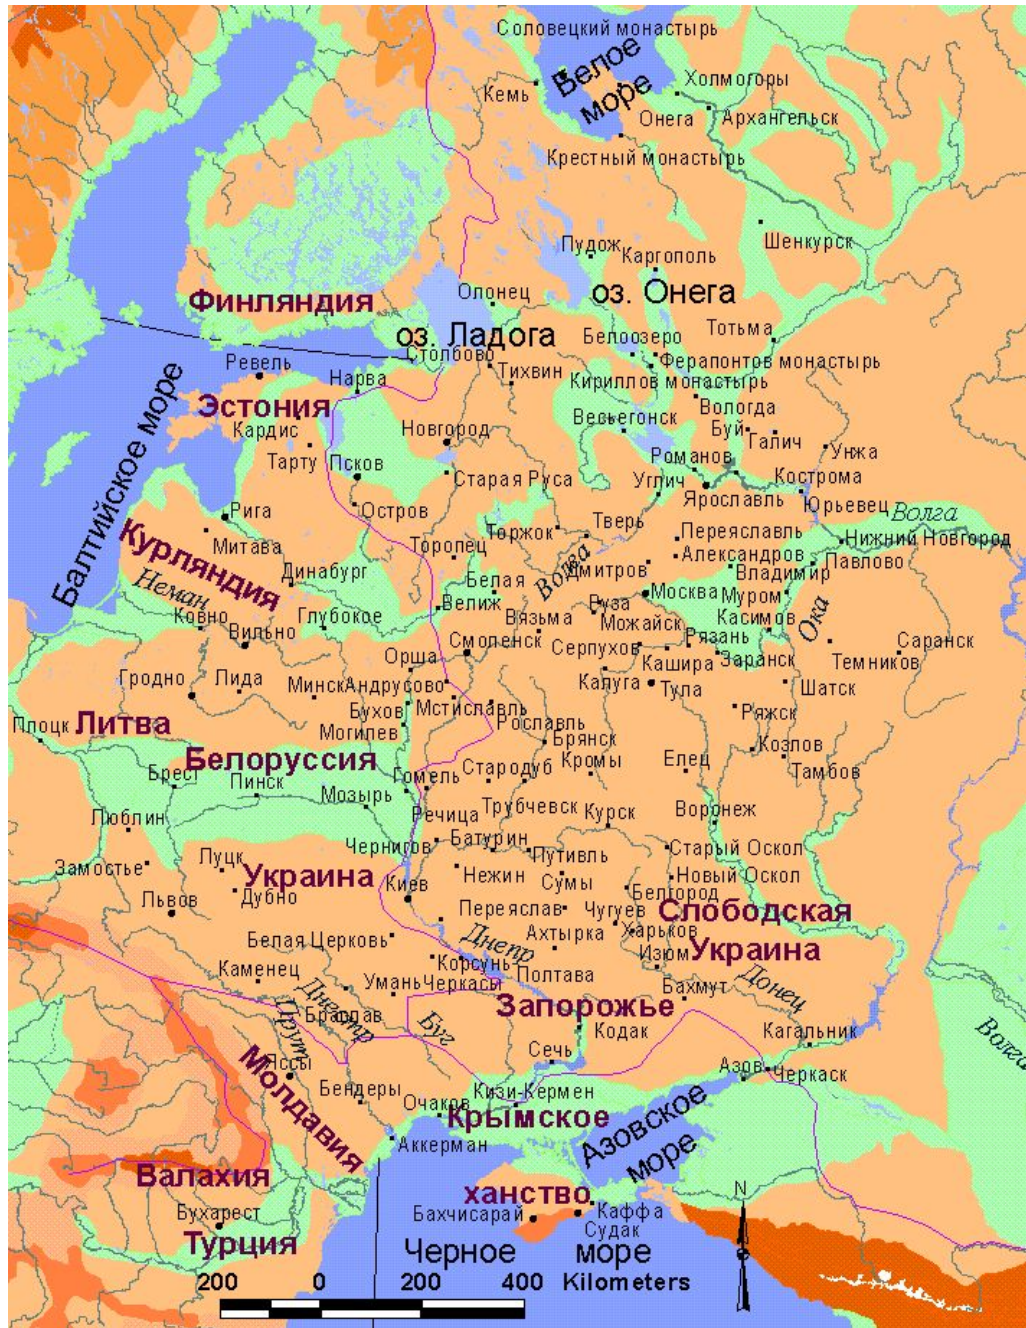 Соловецкий монастырь
Белое
море
Кемь
Холмогоры
Онега
Архангельск
Крестный монастырь
Шенкурск
Пудож
Каргополь
Финляндия
Олонец
оз. Онега
оз. Ладога
Тотьма
Белоозеро
Столбово
Ревель
Ферапонтов монастырь
Тихвин
Нарва
Кириллов монастырь
Балтийское море
Эстония
Вологда
Весьегонск
Буй
Кардис
Новгород
Галич
Унжа
Тарту
Псков
Романов
Старая Руса
Углич
Кострома
Ярославль
Юрьевец
Рига
Остров
Волга
Тверь
Торжок
Переяславль
Нижний Новгород
Курляндия
Митава
Торопец
Александров
Волга
Дмитров
Владимир
Павлово
Динабург
Белая
Неман
Москва
Муром
Глубокое
Велиж
Руза
Ковно
Вязьма
Можайск
Касимов
Ока
Вильно
Смоленск
Рязань
Саранск
Серпухов
Орша
Кашира
Заранск
Темников
Гродно
Лида
Минск
Андрусово
Калуга
Тула
Шатск
Бухов
Мстиславль
Плоцк
Литва
Рославль
Ряжск
Могилев
Брянск
Козлов
Белоруссия
Кромы
Елец
Брест
Пинск
Гомель
Стародуб
Тамбов
Мозырь
Речица
Трубчевск
Курск
Воронеж
Люблин
Чернигов
Батурин
Старый Оскол
Путивль
Замостье
Луцк
Украина
Нежин
Новый Оскол
Киев
Сумы
Белгород
Львов
Дубно
Переяслав
Чугуев
Слободская
Ахтырка
Харьков
Белая Церковь
Днепр
Украина
Изюм
Каменец
Корсунь
Полтава
Умань
Черкасы
Бахмут
Донец
Днестр
Браслав
Запорожье
Прут
Буг
Кодак
Кагальник
Волга
Сечь
Яссы
Молдавия
Азов
Черкаск
Бендеры
Кизи-Кермен
Очаков
Крымское
Азовское
море
Аккерман
Валахия
ханство
N
Бухарест
Бахчисарай
Каффа
Судак
Турция
Черное море
200 0 200 400 Kilometers